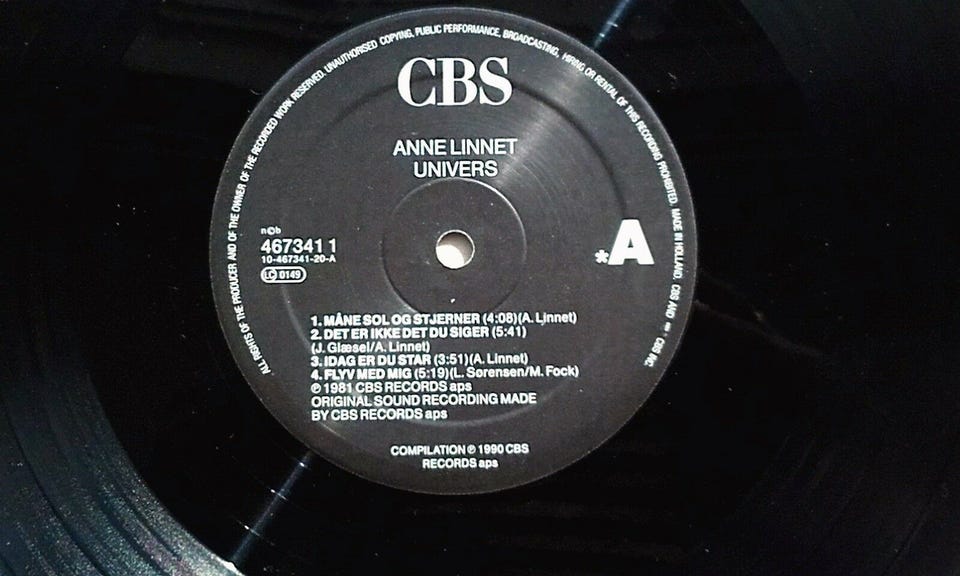 ALL RIGHTS OF THE PRODUCER AND OF THE OWNER OF THE RECORDED WORK RESERVED. UNAUTHORISED COPYING, PUBLIC PERFORMANCE, BROADCASTING, HIRING OR RENTAL OF THIS RECORDING PROHIBITED. MADE IN HOLLAND. CBS AND CBS INC.
CBS
ANNE LINNET
UNIVERS
n©b
467341 1
10-467341-20-A
LC 0149
*A
1. MÅNE SOL OG STJERNER (4:08)(A. Linnet)
2. DET ER IKKE DET DU SIGER (5:41)
(J. Glæsel/A. Linnet)
3. IDAG ER DU STAR (3:51)(A. Linnet)
4. FLYV MED MIG (5:19)(L. Sørensen/M. Fock)
℗ 1981 CBS RECORDS aps
ORIGINAL SOUND RECORDING MADE
BY CBS RECORDS aps
COMPILATION ℗ 1990 CBS
RECORDS aps